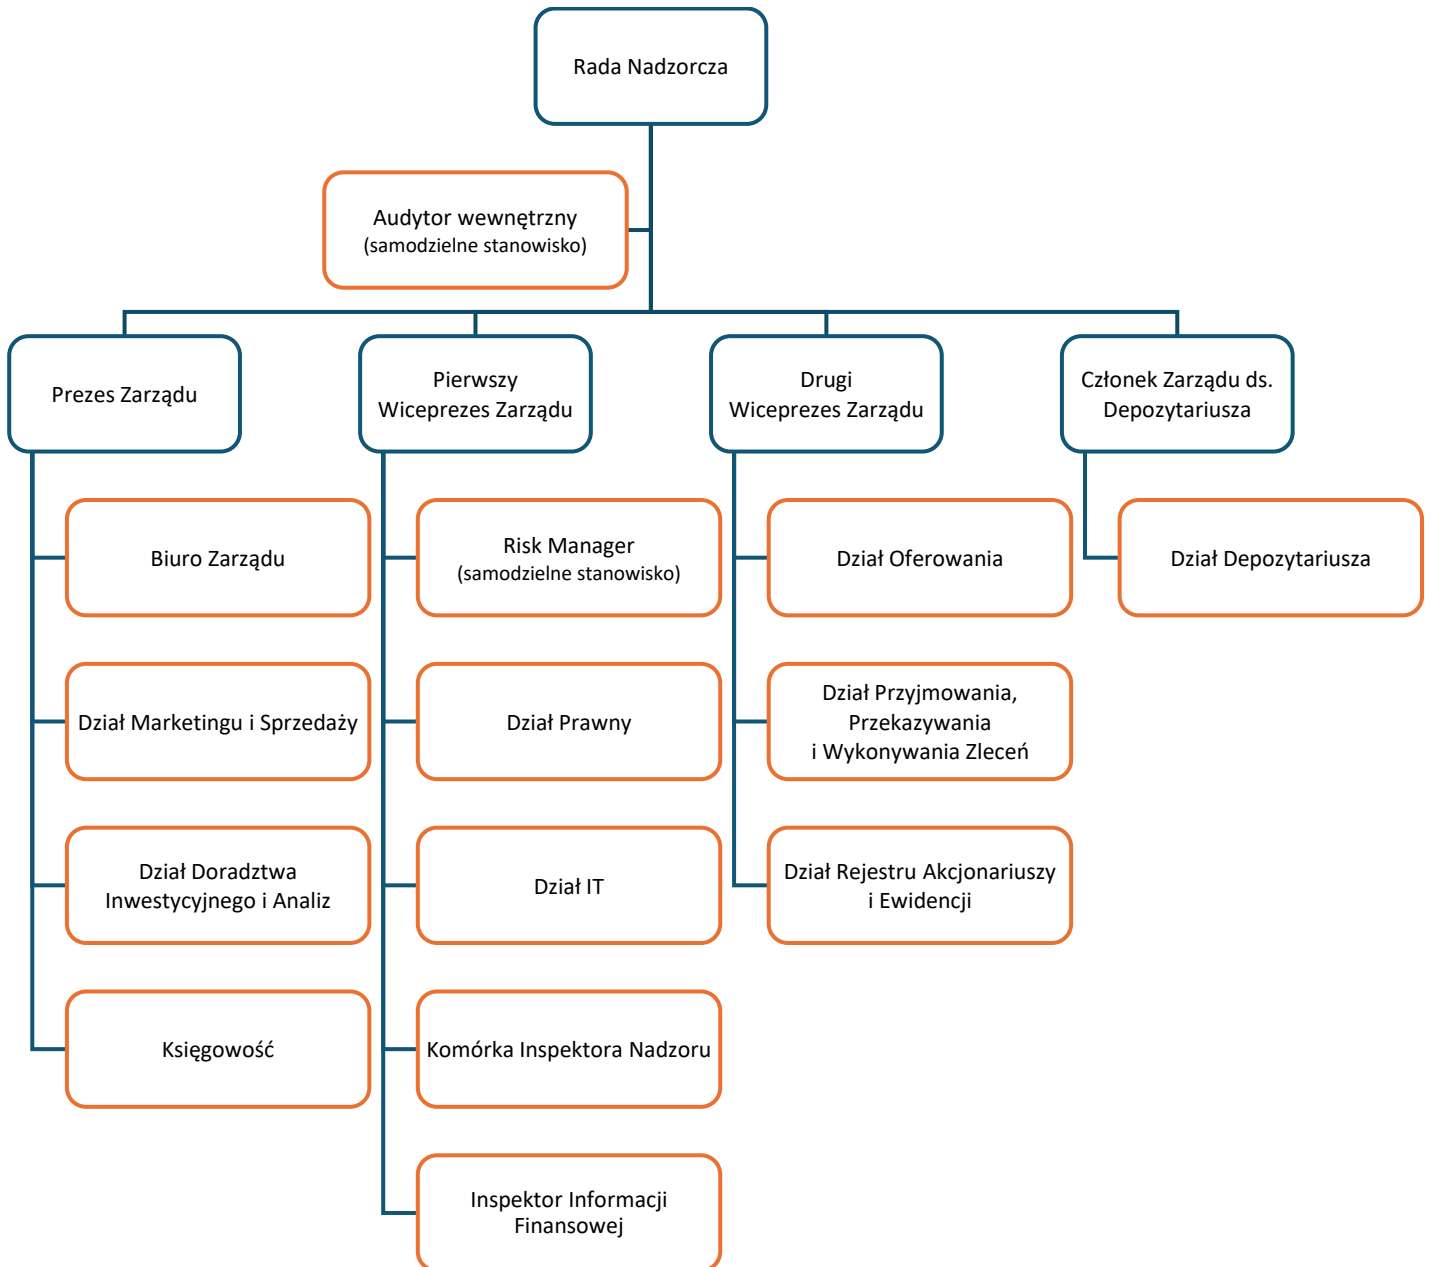 Rada Nadzorcza
Audytor wewnętrzny
(samodzielne stanowisko)
Prezes Zarządu
Pierwszy
Wiceprezes Zarządu
Drugi
Wiceprezes Zarządu
Członek Zarządu ds.
Depozytariusza
Biuro Zarządu
Risk Manager
(samodzielne stanowisko)
Dział Oferowania
Dział Depozytariusza
Dział Marketingu i Sprzedaży
Dział Prawny
Dział Przyjmowania,
Przekazywania
i Wykonywania Zleceń
Dział Doradztwa
Inwestycyjnego i Analiz
Dział IT
Dział Rejestru Akcjonariuszy
i Ewidencji
Księgowość
Komórka Inspektora Nadzoru
Inspektor Informacji
Finansowej